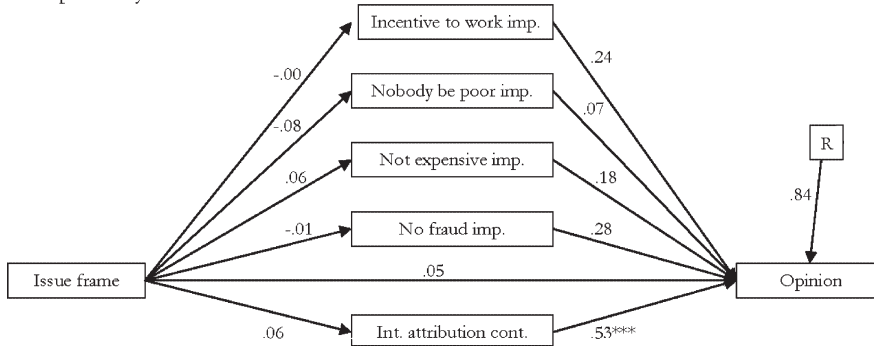 Incentive to work imp.
-.00
.24
Nobody be poor imp.
-.08
.07
R
Not expensive imp.
.06
.18
.84
No fraud imp.
-.01
.28
Issue frame
.05
Opinion
Int. attribution cont.
.06
.53***